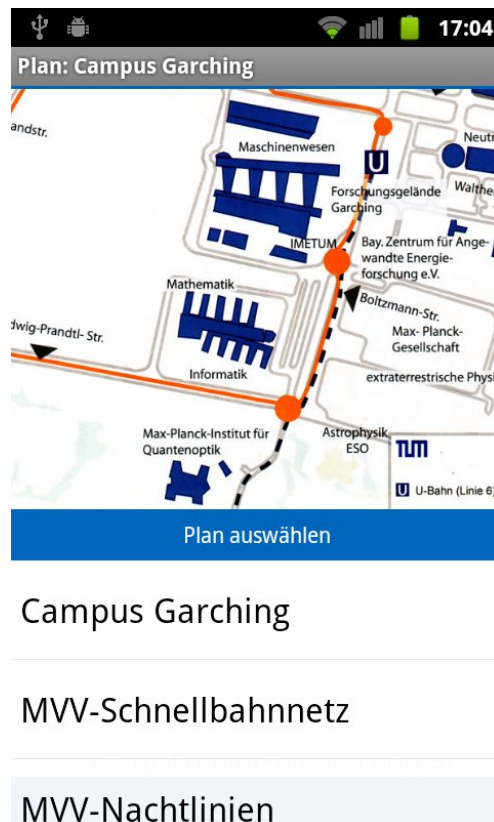 17:04
Plan: Campus Garching
andstr.
Maschinenwesen
Neutr
U
Forschungsgelände
Garching
Walthe
IMETUM
Bay. Zentrum für Ange-
wandte Energie-
forschung e.V.
Mathematik
Boltzmann-Str.
dwig-Prandtl- Str.
Max- Planck-
Gesellschaft
Informatik
extraterrestrische Physi
Max-Planck-Institut für
Quantenoptik
Astrophysik
ESO
TUM
U U-Bahn (Linie 6)
Plan auswählen
Campus Garching
MVV-Schnellbahnnetz
MVV-Nachtlinien